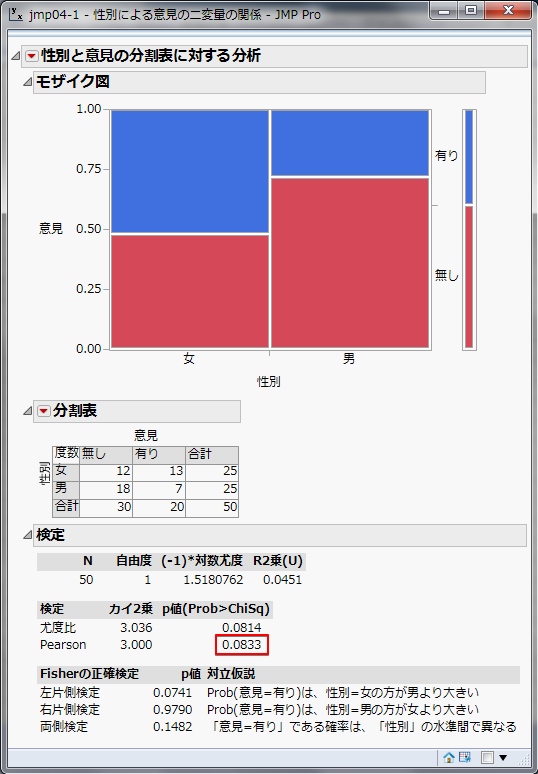 jmp04-1 - 性別による意見の二変量の関係 - JMP Pro
性別と意見の分割表に対する分析
モザイク図
1.00
0.75
0.50
0.25
0.00
意見
有り
無し
女 男
性別
分割表
意見
性別
度数 無し 有り 合計
女 12 13 25
男 18 7 25
合計 30 20 50
検定
N 自由度 (-1)*対数尤度 R2乗(U)
50 1 1.5180762 0.0451
検定 カイ2乗 p値(Prob>ChiSq)
尤度比 3.036 0.0814
Pearson 3.000 0.0833
Fisherの正確検定 p値 対立仮説
左片側検定 0.0741 Prob(意見=有り)は、性別=女の方が男より大きい
右片側検定 0.9790 Prob(意見=有り)は、性別=男の方が女より大きい
両側検定 0.1482 「意見=有り」である確率は、「性別」の水準間で異なる